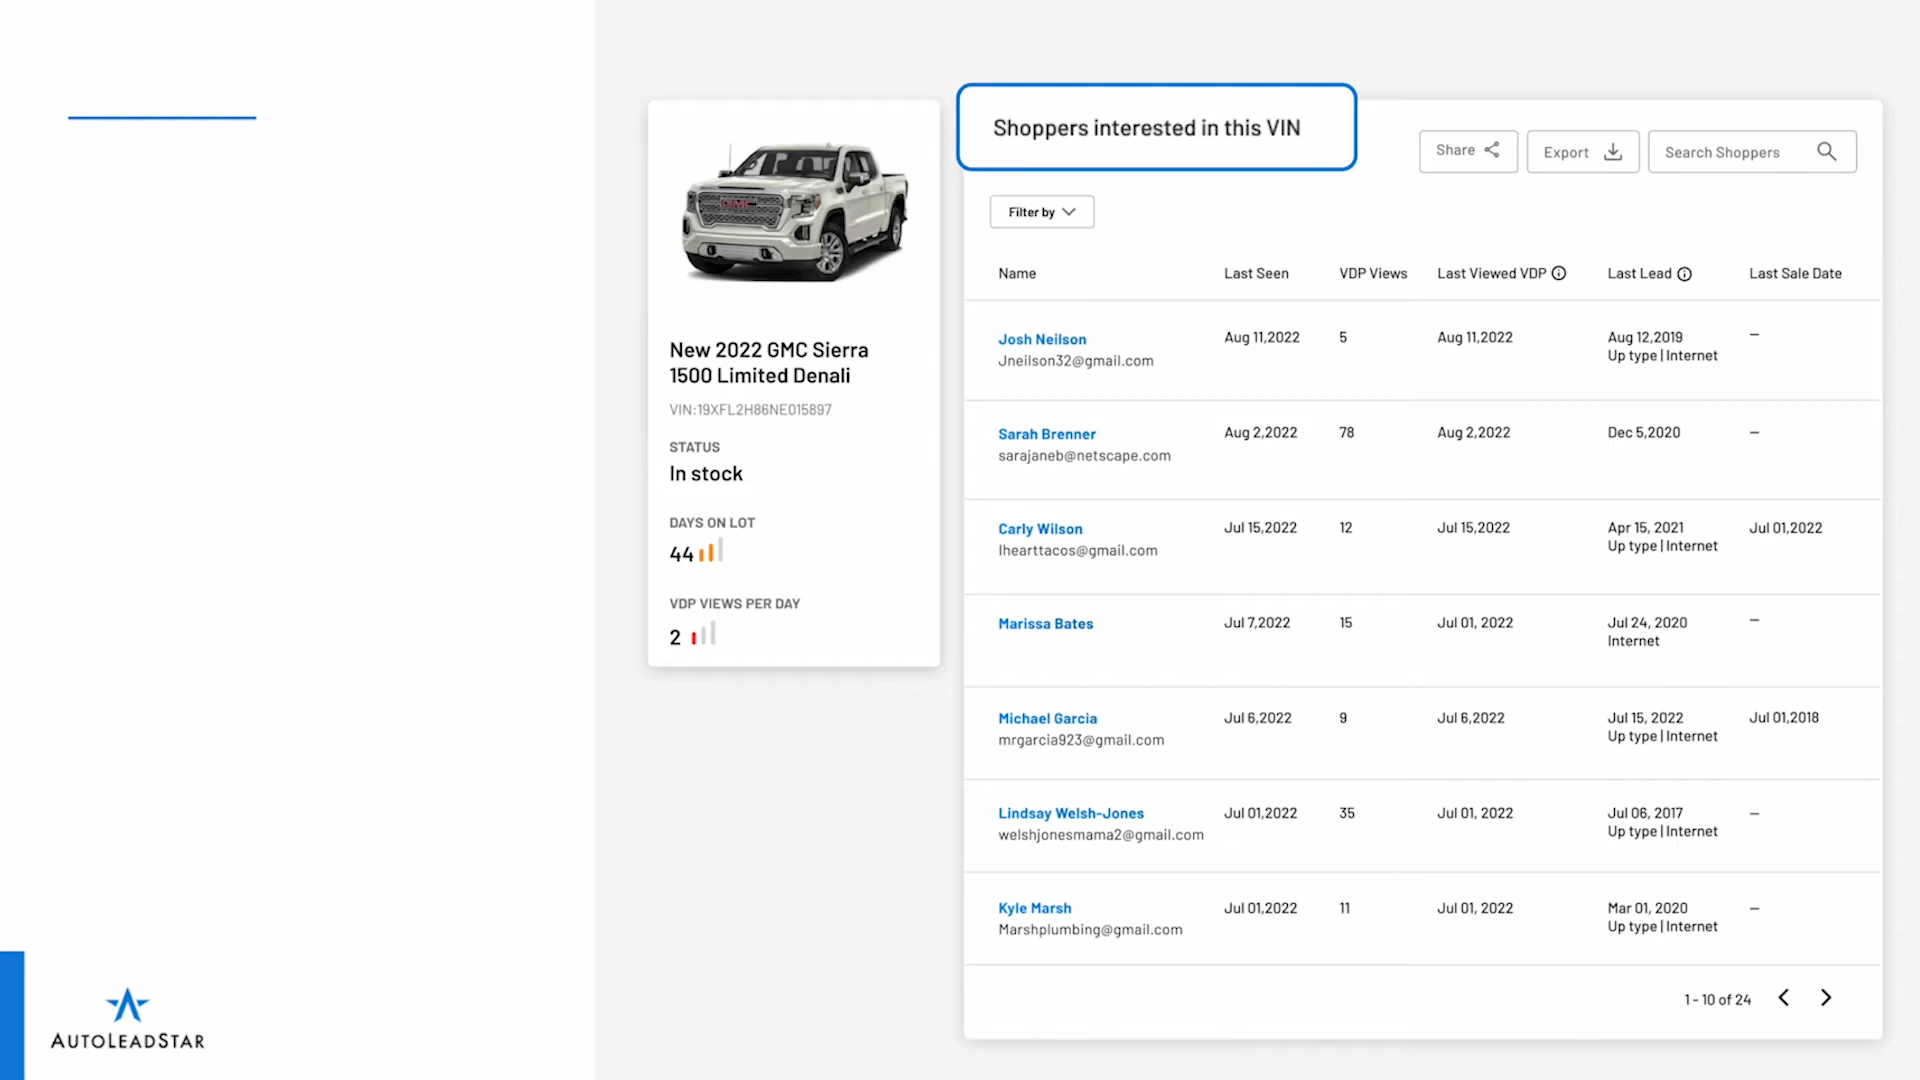 Shoppers interested in this VIN
Share
Export
Search Shoppers
Filter by
GMC
New 2022 GMC Sierra
1500 Limited Denali
VIN:19XFL2H86NE015897
STATUS
In stock
DAYS ON LOT
44
VDP VIEWS PER DAY
2
Name Last Seen VDP Views Last Viewed VDP Last Lead Last Sale Date
Josh Neilson Aug 11,2022 5 Aug 11,2022 Aug 12,2019 –
Jneilson32@gmail.com Up type | Internet
Sarah Brenner Aug 2,2022 78 Aug 2,2022 Dec 5,2020 –
sarajaneb@netscape.com
Carly Wilson Jul 15,2022 12 Jul 15,2022 Apr 15, 2021 Jul 01,2022
Ihearttacos@gmail.com Up type | Internet
Marissa Bates Jul 7,2022 15 Jul 01, 2022 Jul 24, 2020 –
Internet
Michael Garcia Jul 6,2022 9 Jul 6,2022 Jul 15, 2022 Jul 01,2018
mrgarcia923@gmail.com Up type | Internet
Lindsay Welsh-Jones Jul 01,2022 35 Jul 01, 2022 Jul 06, 2017 –
welshjonesmama2@gmail.com Up type | Internet
Kyle Marsh Jul 01,2022 11 Jul 01, 2022 Mar 01, 2020 –
Marshplumbing@gmail.com Up type | Internet
1 - 10 of 24
AUTOLEADSTAR